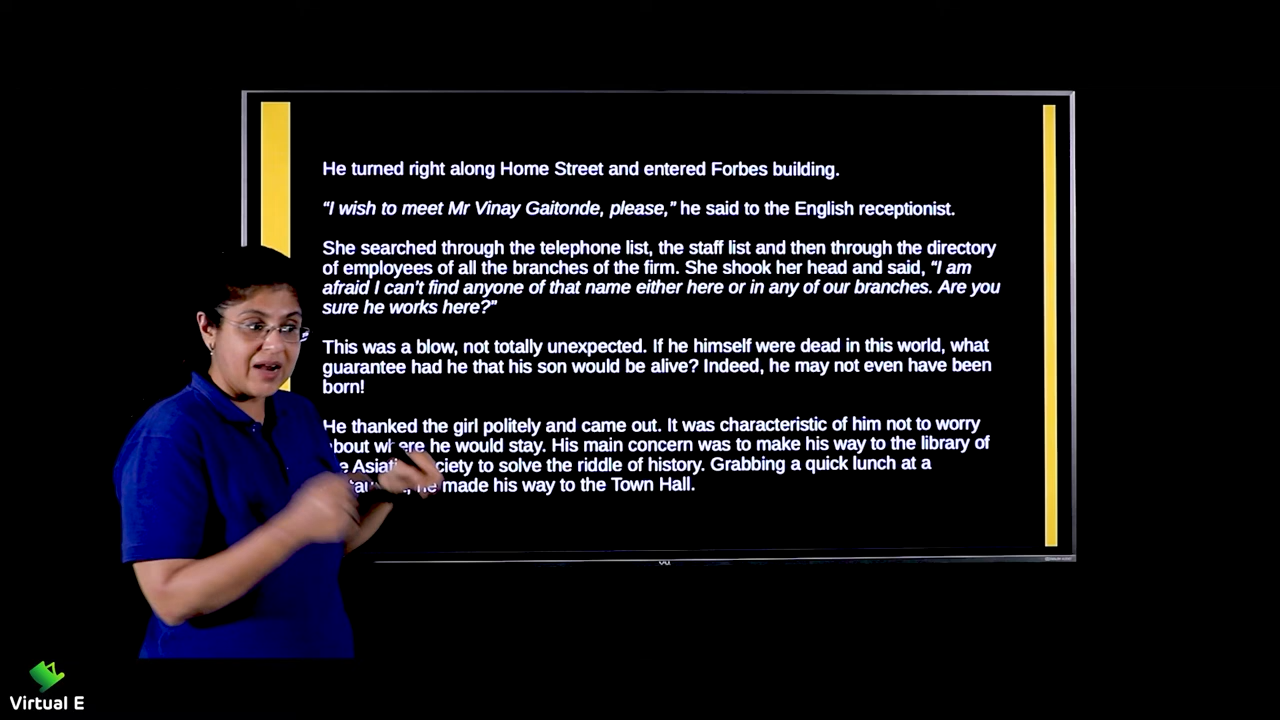 He turned right along Home Street and entered Forbes building.
“I wish to meet Mr Vinay Gaitonde, please,” he said to the English receptionist.
She searched through the telephone list, the staff list and then through the directory
of employees of all the branches of the firm. She shook her head and said, “I am
afraid I can’t find anyone of that name either here or in any of our branches. Are you
sure he works here?”
This was a blow, not totally unexpected. If he himself were dead in this world, what
guarantee had he that his son would be alive? Indeed, he may not even have been
born!
He thanked the girl politely and came out. It was characteristic of him not to worry
about where he would stay. His main concern was to make his way to the library of
to solve the riddle of history. Grabbing a quick lunch at a
he made his way to the Town Hall.
Virtual E